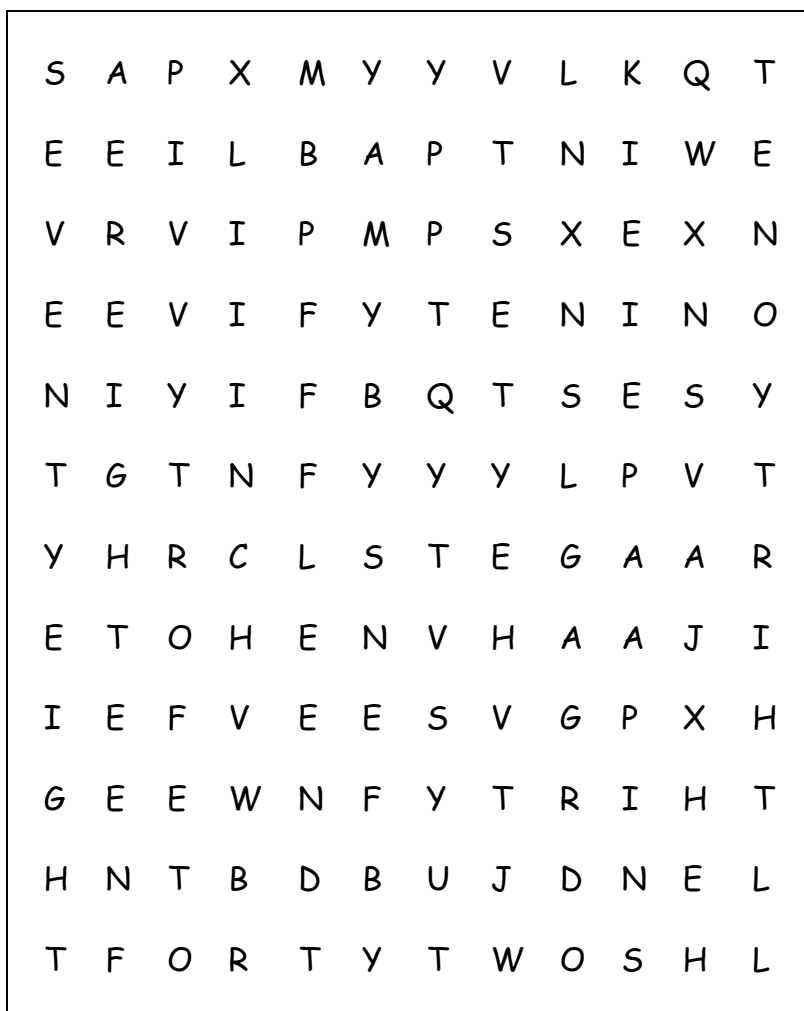 S A P X M Y Y V L K Q T
E E I L B A P T N I W E
V R V I P M P S X E X N
E E V I F Y T E N I N O
N I Y I F B Q T S E S Y
T G T N F Y Y Y L P V T
Y H R C L S T E G A A R
E T O H E N V H A A J I
I E F V E E S V G P X H
G E E W N F Y T R I H T
H N T B D B U J D N E L
T F O R T Y T W O S H L